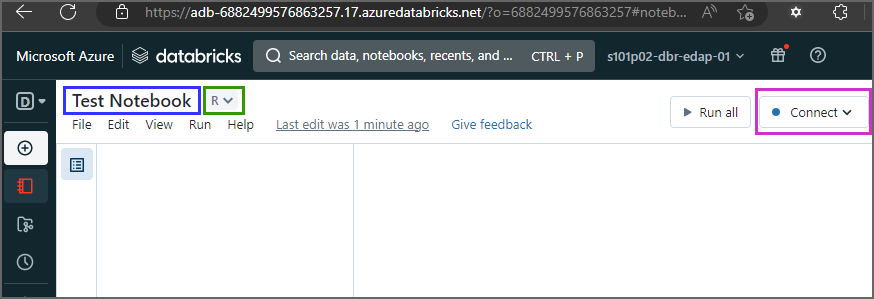 https://adb-6882499576863257.17.azuredatabricks.net/?o=6882499576863257#noteb...
Microsoft Azure databricks Search data, notebooks, recents, and ... CTRL + P s101p02-dbr-edap-01
D Test Notebook R
Run all Connect
File Edit View Run Help Last edit was 1 minute ago Give feedback